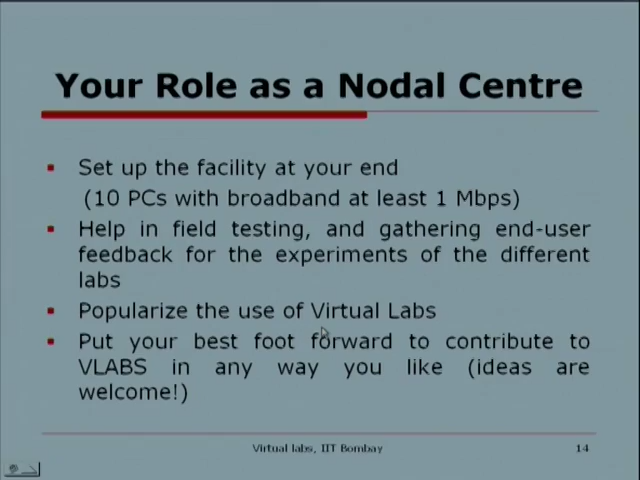 Your Role as a Nodal Centre
Set up the facility at your end
(10 PCs with broadband at least 1 Mbps)
Help in field testing, and gathering end-user
feedback for the experiments of the different
labs
Popularize the use of Virtual Labs
Put your best foot forward to contribute to
VLABS in any way you like (ideas are
welcome!)
Virtual labs, IIT Bombay 14